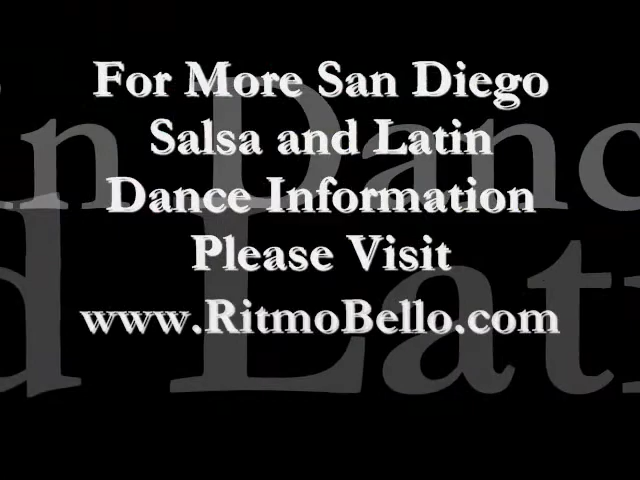 For More San Diego
Salsa and Latin
Dance Information
Please Visit
www.RitmoBello.com